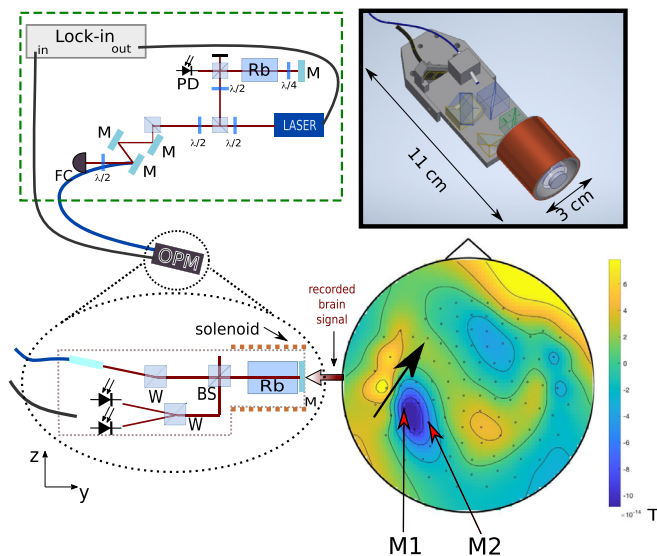 Lock-in
in
out
PD
Rb
M
λ/2
λ/4
LASER
M
λ/2
λ/2
M
FC
λ/2
M
OPM
11 cm
3 cm
recorded
brain
signal
solenoid
W
BS
Rb
M
W
z
y
M1
M2
6
4
2
0
-2
-4
-6
-8
-10
×10⁻¹⁴
T